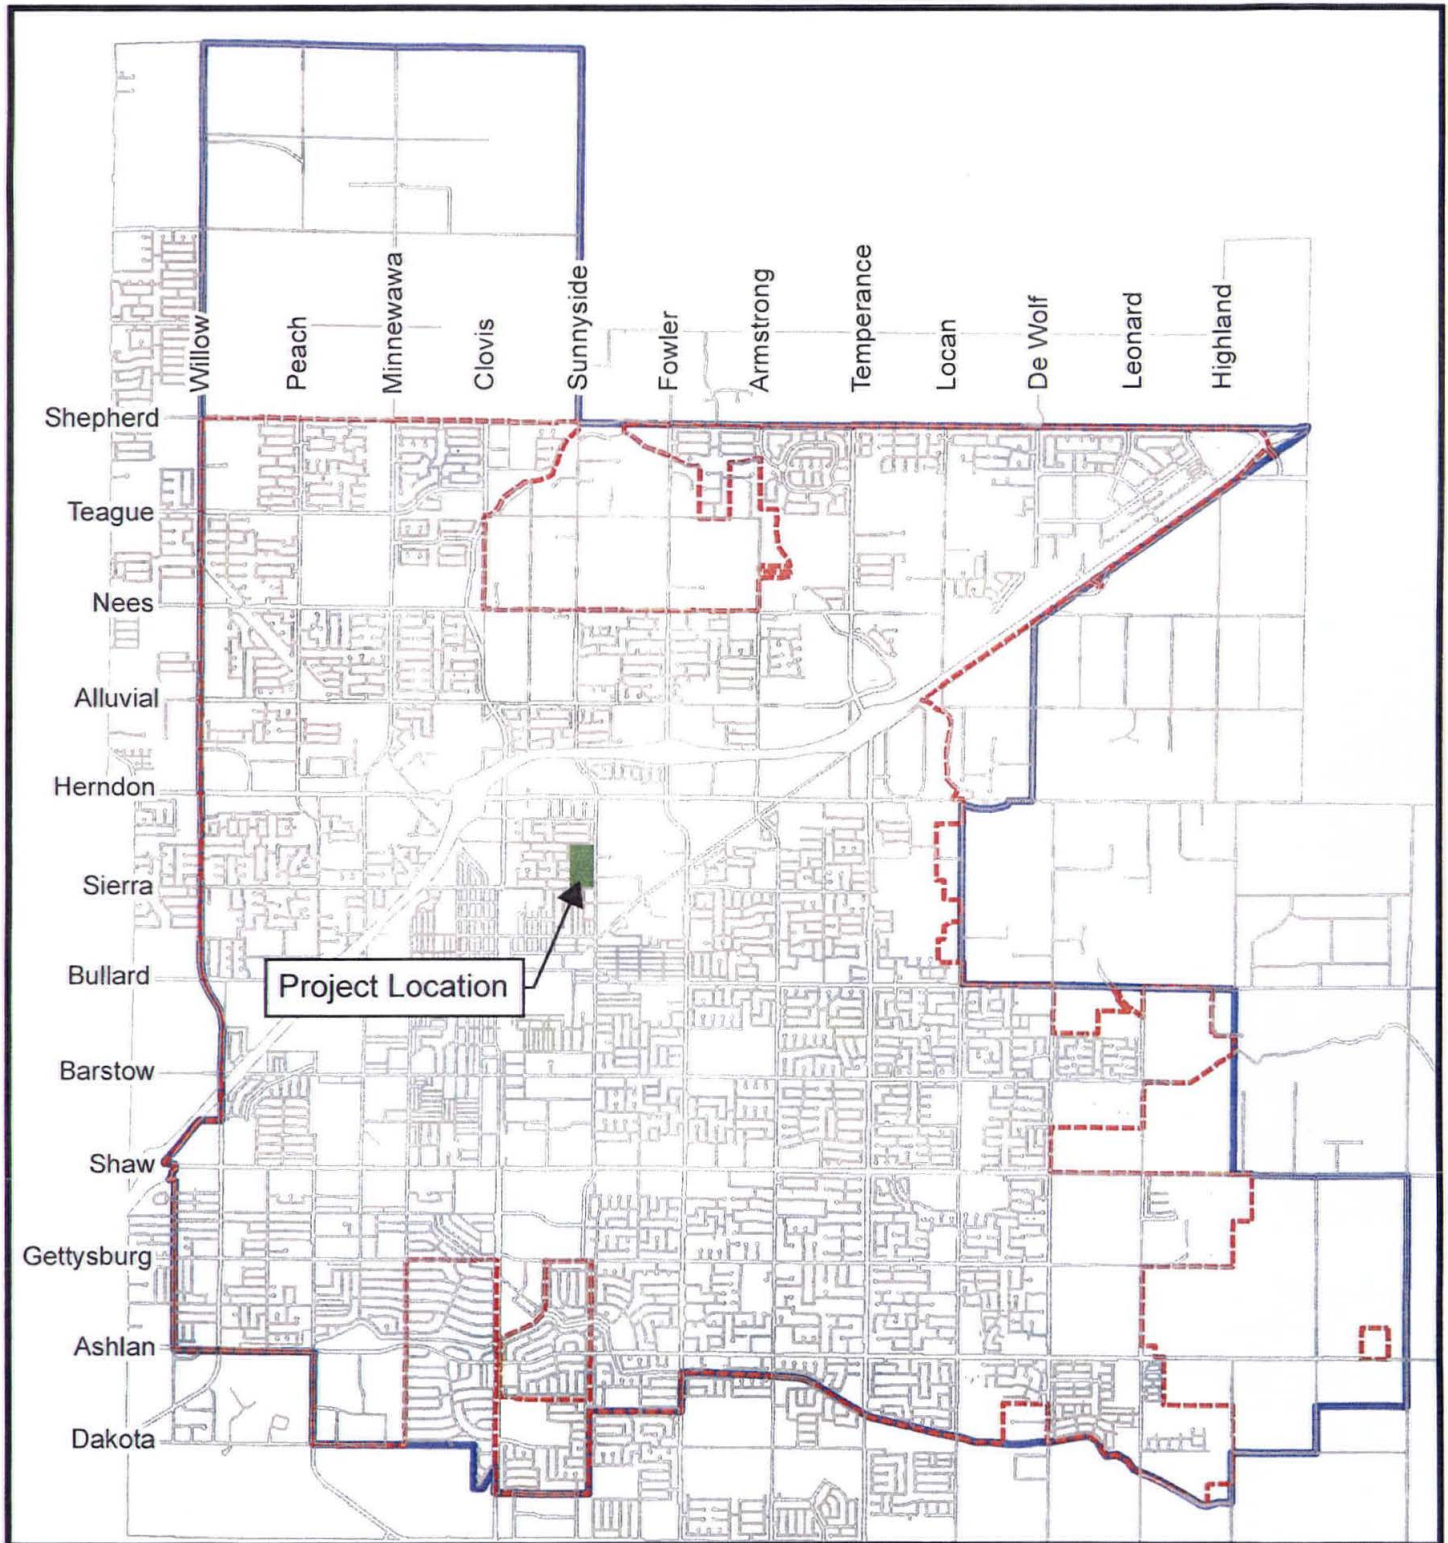 Willow
Peach
Minnewawa
Clovis
Sunnyside
Fowler
Armstrong
Temperance
Locan
De Wolf
Leonard
Highland
Shepherd
Teague
Nees
Alluvial
Herndon
Sierra
Bullard
Project Location
Barstow
Shaw
Gettysburg
Ashlan
Dakota